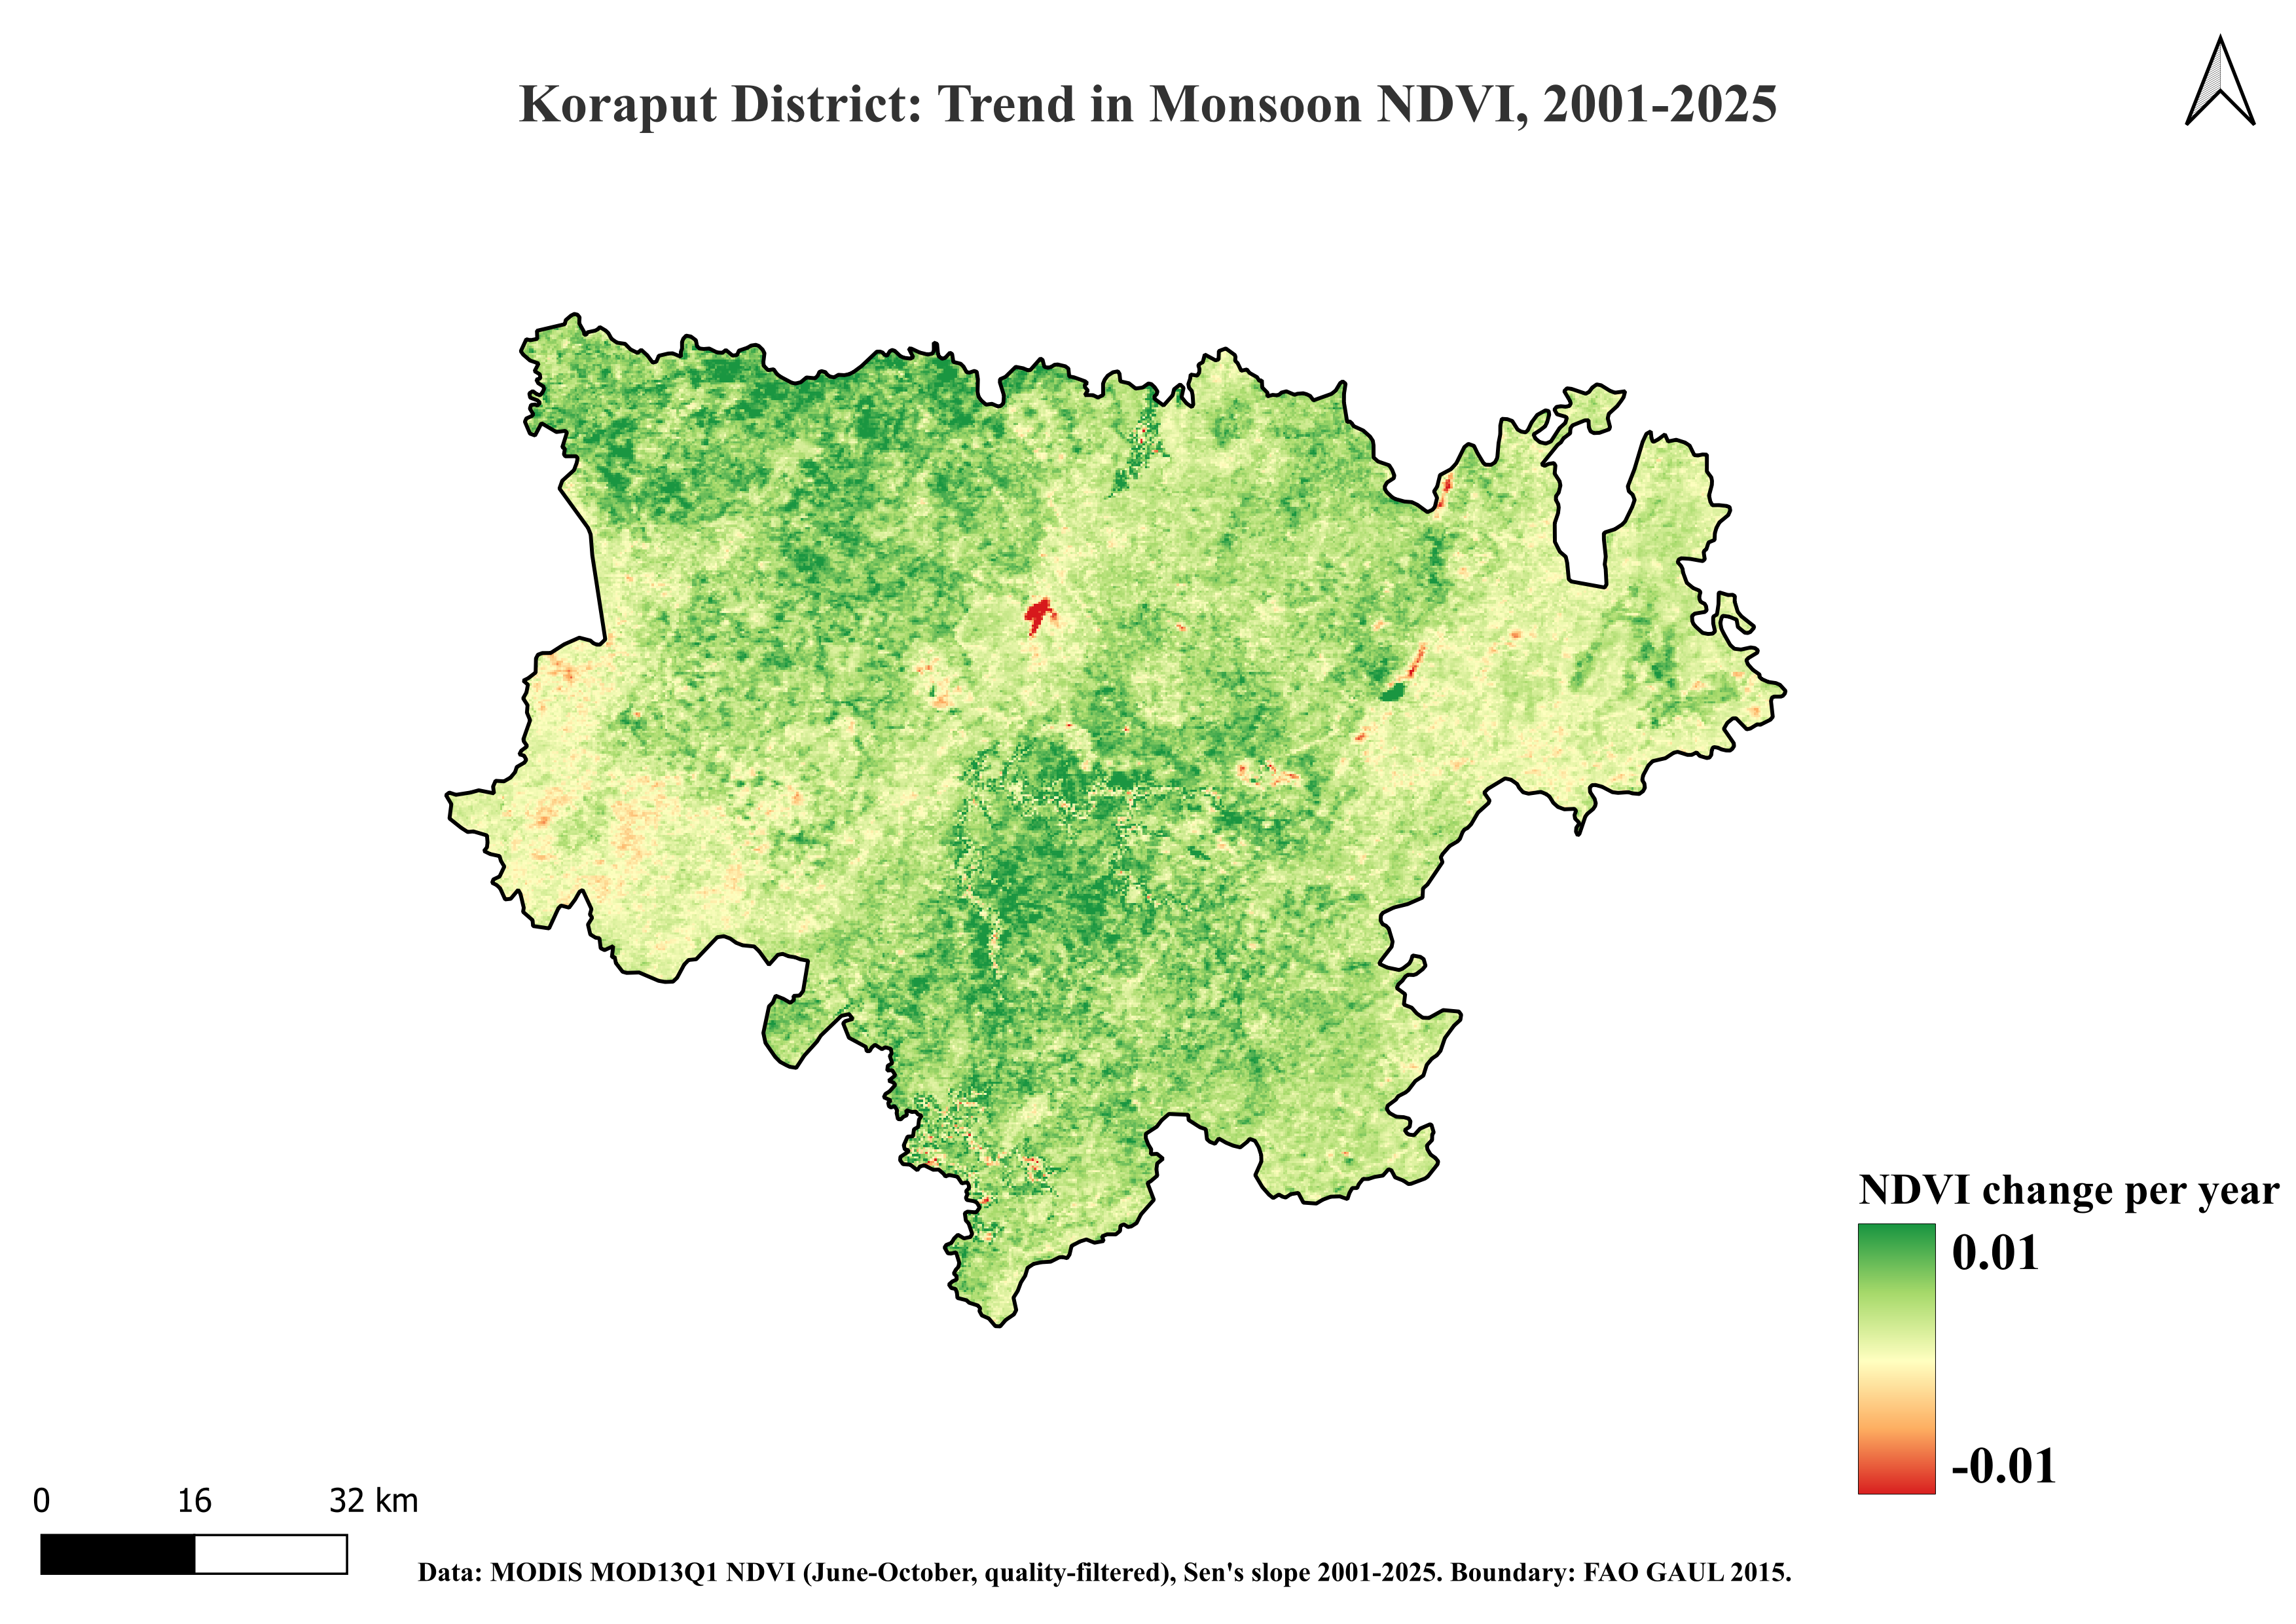 Koraput District: Trend in Monsoon NDVI, 2001-2025
NDVI change per year
0.01
-0.01
0 16 32 km
Data: MODIS MOD13Q1 NDVI (June-October, quality-filtered), Sen's slope 2001-2025. Boundary: FAO GAUL 2015.